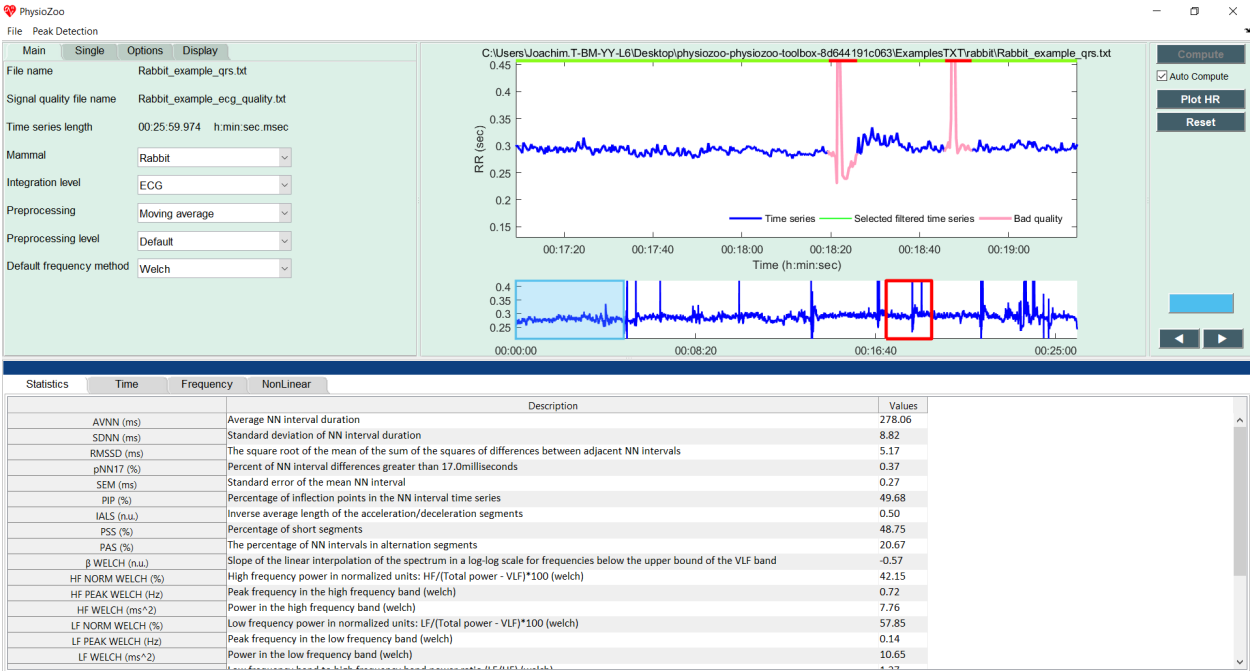 PhysioZoo
File Peak Detection
Main Single Options Display
File name Rabbit_example_qrs.txt
Signal quality file name Rabbit_example_ecg_quality.txt
Time series length 00:25:59.974 h:min:sec.msec
Mammal Rabbit
Integration level ECG
Preprocessing Moving average
Preprocessing level Default
Default frequency method Welch
C:\Users\Joachim.T-BM-YY-L6\Desktop\physiozoo-physiozoo-toolbox-8d644191c063\ExamplesTXT\rabbit\Rabbit_example_qrs.txt
0.45
0.4
0.35
0.3
0.25
0.2
0.15
RR (sec)
Time series Selected filtered time series Bad quality
00:17:20 00:17:40 00:18:00 00:18:20 00:18:40 00:19:00
Time (h:min:sec)
0.4
0.35
0.3
0.25
00:00:00 00:08:20 00:16:40 00:25:00
Compute
Auto Compute
Plot HR
Reset
Statistics Time Frequency NonLinear
Description Values
AVNN (ms) Average NN interval duration 278.06
SDNN (ms) Standard deviation of NN interval duration 8.82
RMSSD (ms) The square root of the mean of the sum of the squares of differences between adjacent NN intervals 5.17
pNN17 (%) Percent of NN interval differences greater than 17.0milliseconds 0.37
SEM (ms) Standard error of the mean NN interval 0.27
PIP (%) Percentage of inflection points in the NN interval time series 49.68
IALS (n.u.) Inverse average length of the acceleration/deceleration segments 0.50
PSS (%) Percentage of short segments 48.75
PAS (%) The percentage of NN intervals in alternation segments 20.67
β WELCH (n.u.) Slope of the linear interpolation of the spectrum in a log-log scale for frequencies below the upper bound of the VLF band -0.57
HF NORM WELCH (%) High frequency power in normalized units: HF/(Total power - VLF)*100 (welch) 42.15
HF PEAK WELCH (Hz) Peak frequency in the high frequency band (welch) 0.72
HF WELCH (ms^2) Power in the high frequency band (welch) 7.76
LF NORM WELCH (%) Low frequency power in normalized units: LF/(Total power - VLF)*100 (welch) 57.85
LF PEAK WELCH (Hz) Peak frequency in the low frequency band (welch) 0.14
LF WELCH (ms^2) Power in the low frequency band (welch) 10.65